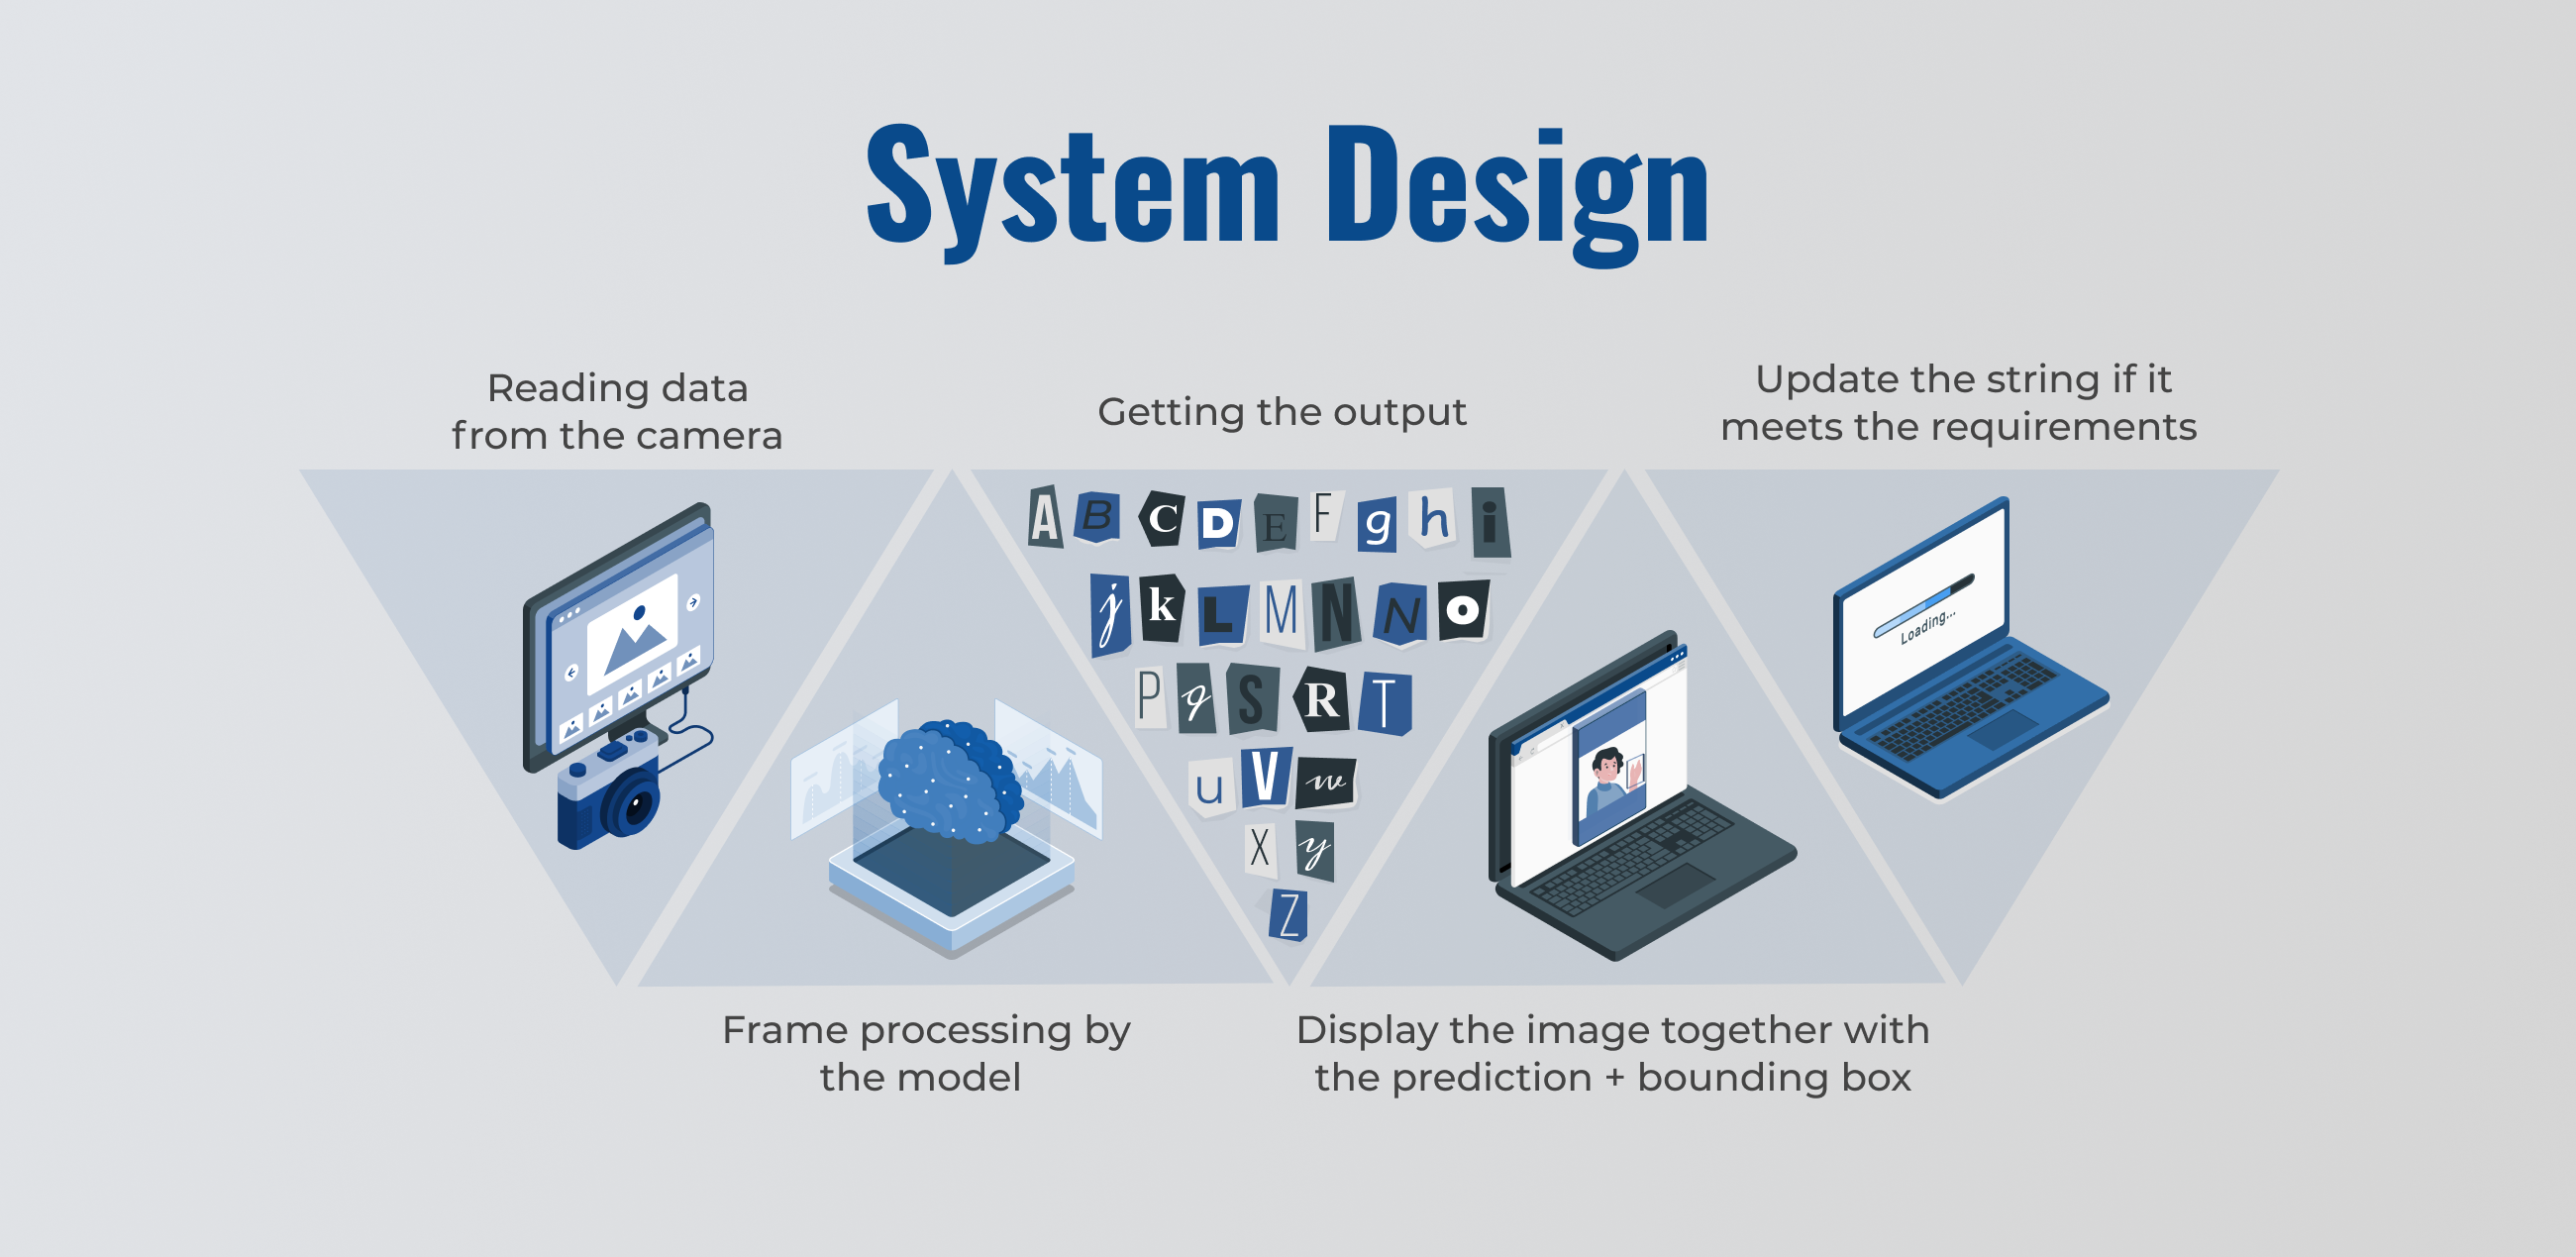 System Design
Reading data
from the camera
Getting the output
Update the string if it
meets the requirements
A B C D E F g h i
j k L M N N o
P q S R T
u V w
X y
Z
Loading...
Frame processing by
the model
Display the image together with
the prediction + bounding box